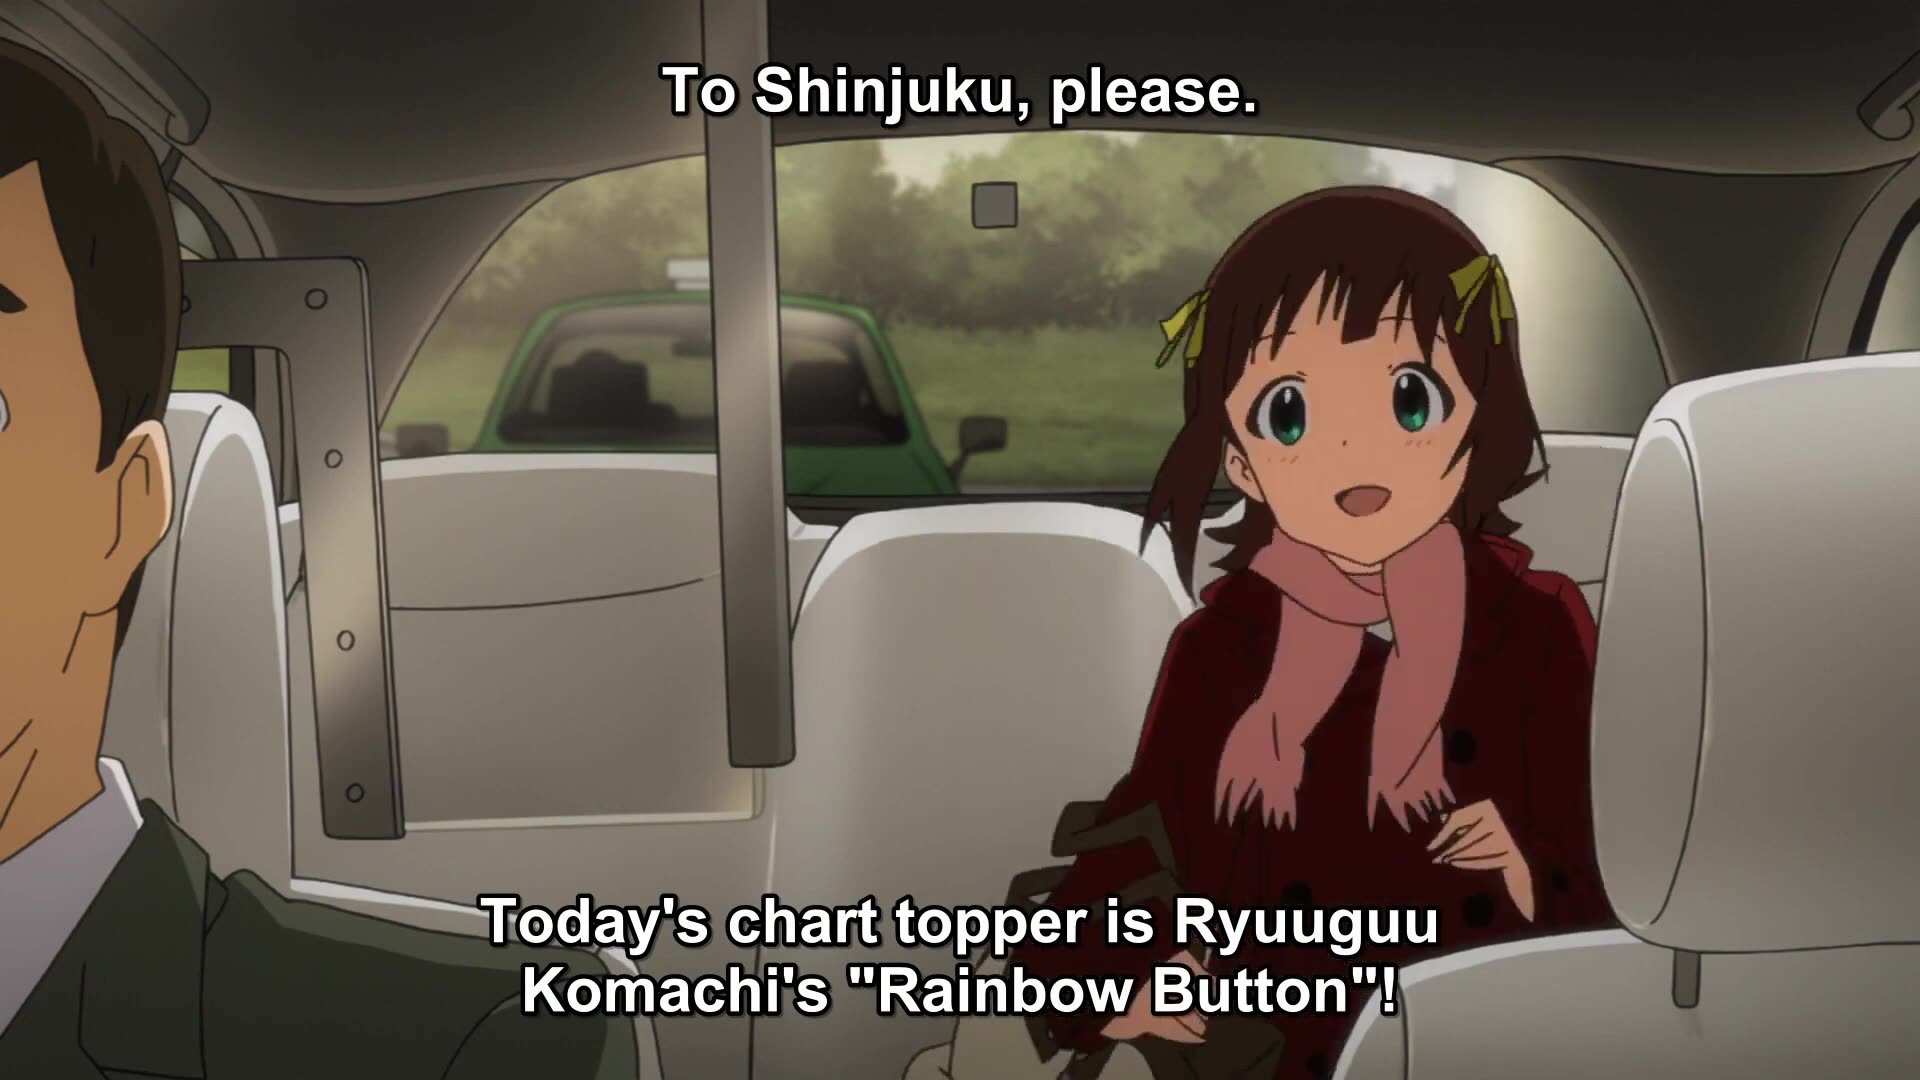 To Shinjuku, please.
Today's chart topper is Ryuuguu
Komachi's "Rainbow Button"!